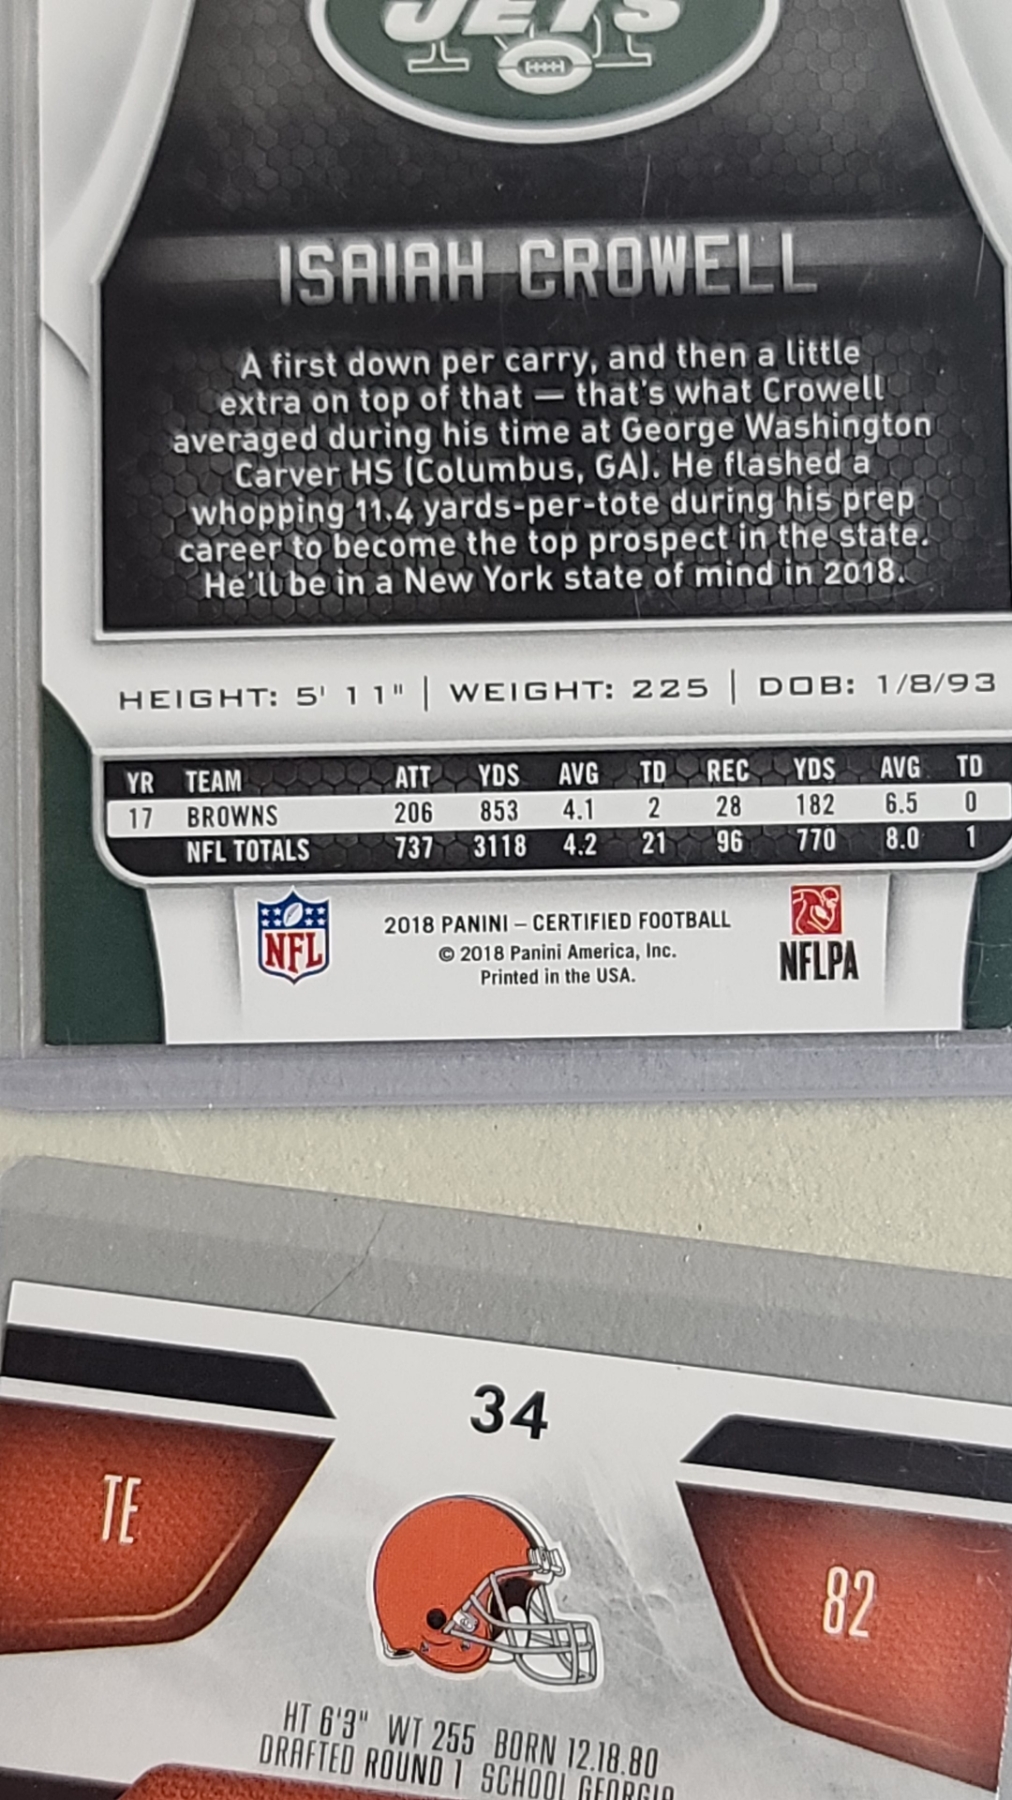 JETS
ISAIAH CROWELL
A first down per carry, and then a little
extra on top of that — that's what Crowell
averaged during his time at George Washington
Carver HS (Columbus, GA). He flashed a
whopping 11.4 yards-per-tote during his prep
career to become the top prospect in the state.
He'll be in a New York state of mind in 2018.
HEIGHT: 5' 11" | WEIGHT: 225 | DOB: 1/8/93
YR TEAM ATT YDS AVG TD REC YDS AVG TD
17 BROWNS 206 853 4.1 2 28 182 6.5 0
NFL TOTALS 737 3118 4.2 21 96 770 8.0 1
NFL
2018 PANINI – CERTIFIED FOOTBALL
© 2018 Panini America, Inc.
Printed in the USA.
NFLPA
34
TE
82
HT 6'3" WT 255 BORN 12.18.80
DRAFTED ROUND 1 SCHOOL GEORGIA